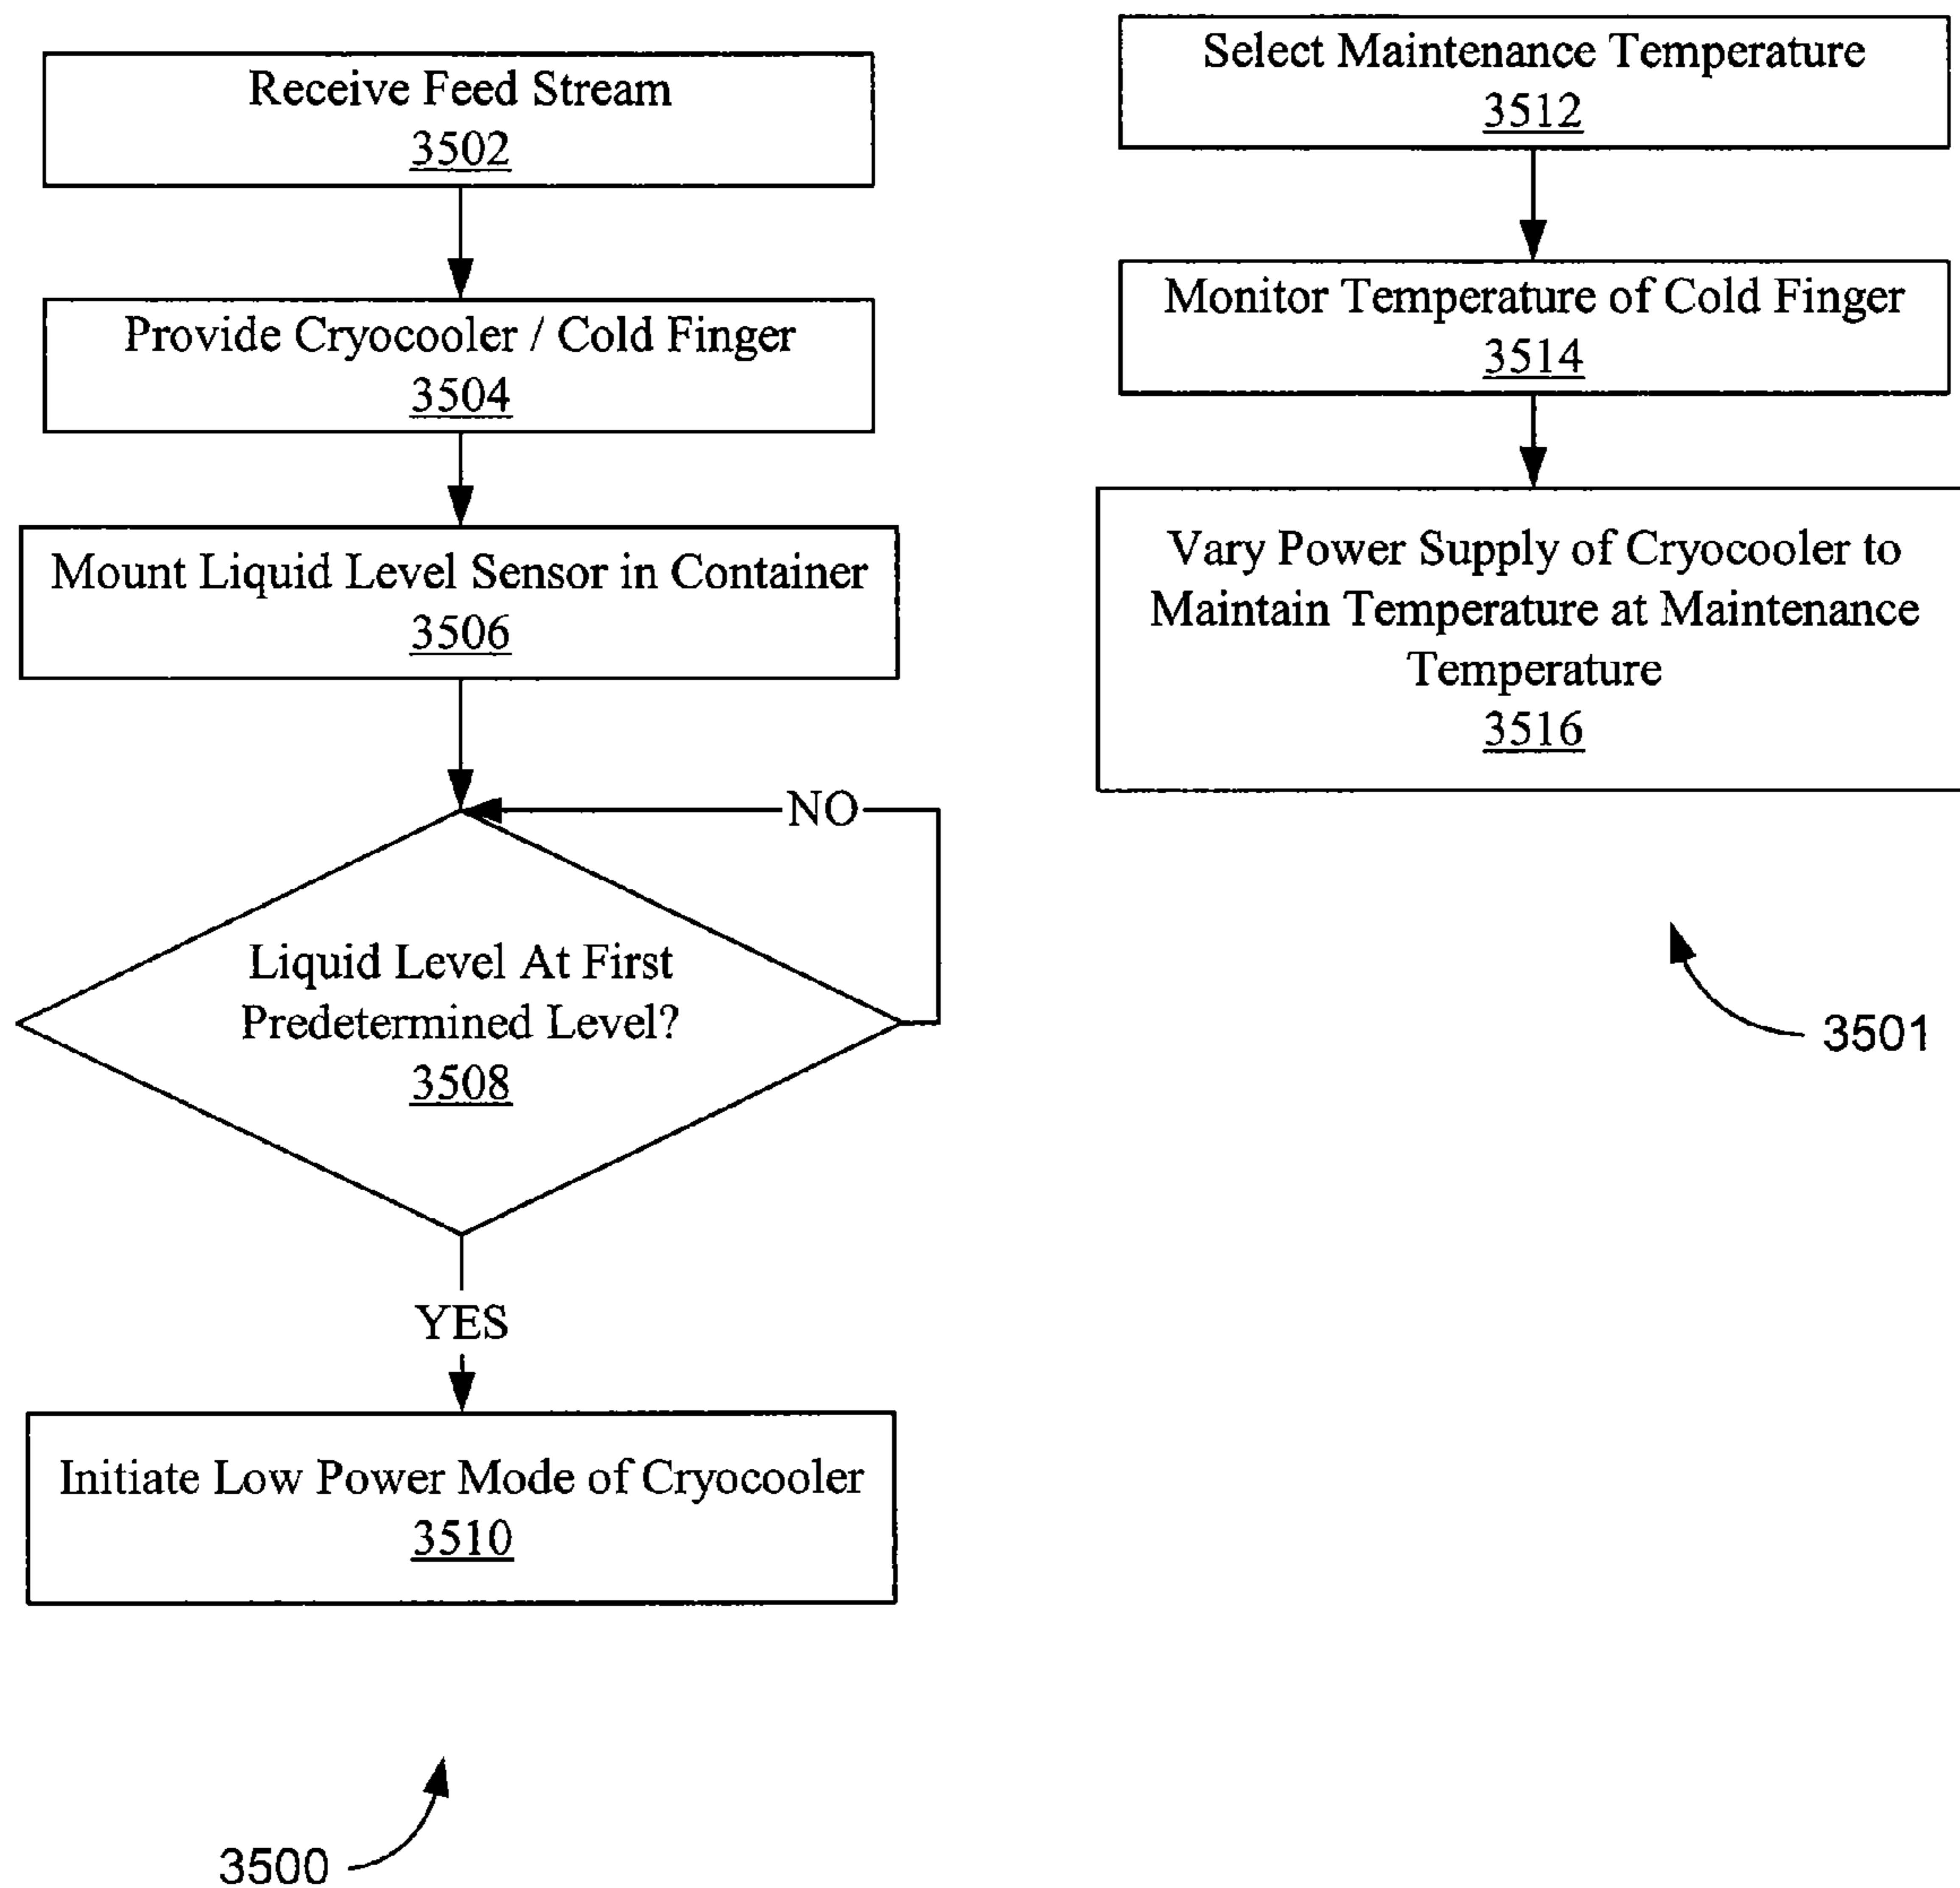 Receive Feed Stream
3502
Provide Cryocooler / Cold Finger
3504
Mount Liquid Level Sensor in Container
3506
NO
Liquid Level At First
Predetermined Level?
3508
YES
Initiate Low Power Mode of Cryocooler
3510
3500
Select Maintenance Temperature
3512
Monitor Temperature of Cold Finger
3514
Vary Power Supply of Cryocooler to
Maintain Temperature at Maintenance
Temperature
3516
3501